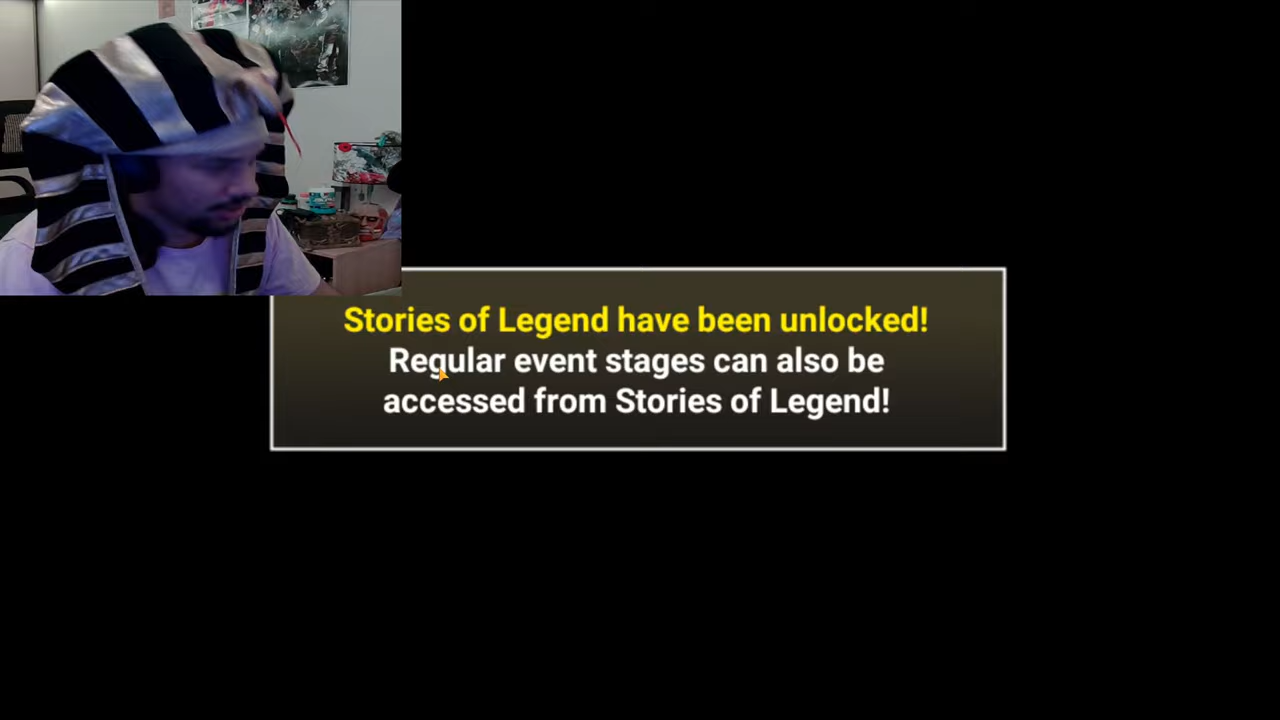 Stories of Legend have been unlocked!
Regular event stages can also be
accessed from Stories of Legend!